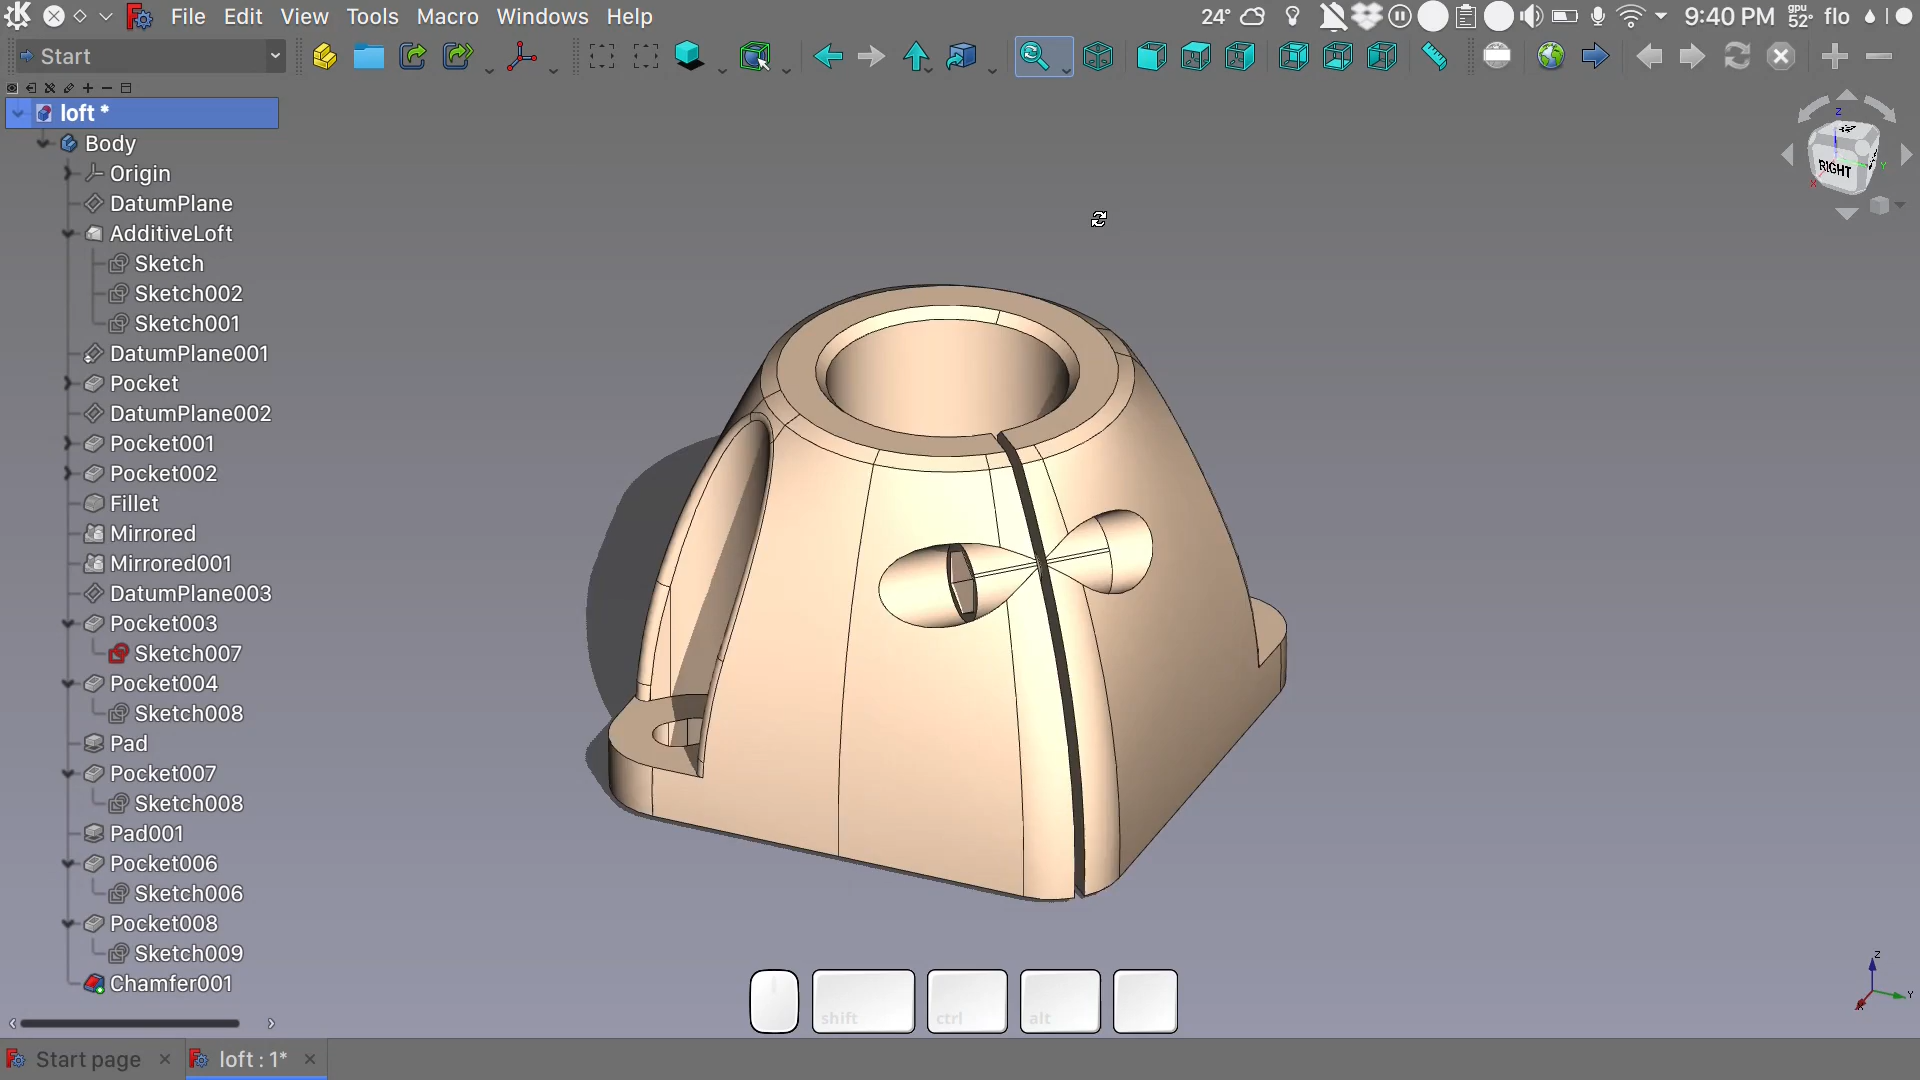 File Edit View Tools Macro Windows Help
24° 9:40 PM gpu 52° flo
Start
loft *
Body
Origin
DatumPlane
AdditiveLoft
Sketch
Sketch002
Sketch001
DatumPlane001
Pocket
DatumPlane002
Pocket001
Pocket002
Fillet
Mirrored
Mirrored001
DatumPlane003
Pocket003
Sketch007
Pocket004
Sketch008
Pad
Pocket007
Sketch008
Pad001
Pocket006
Sketch006
Pocket008
Sketch009
Chamfer001
Z
RIGHT
Y
X
Z
Y
X
shift ctrl alt
Start page
loft : 1*